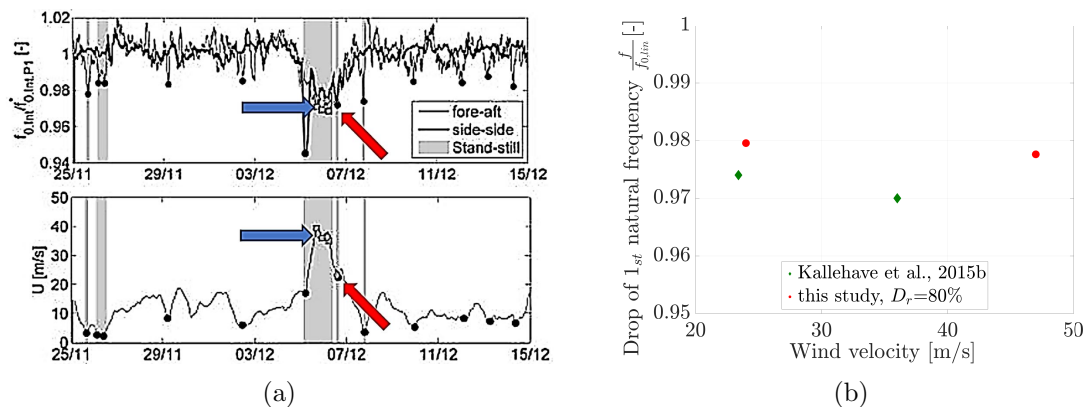 f₀.Int/f*₀.Int.P1 [-]
1.02
1
0.98
0.96
0.94
fore-aft
side-side
Stand-still
25/11 29/11 03/12 07/12 11/12 15/12
U [m/s]
50
40
30
20
10
0
25/11 29/11 03/12 07/12 11/12 15/12
(a)
Drop of 1st natural frequency f/f0,lin [-]
1
0.99
0.98
0.97
0.96
0.95
Kallehave et al., 2015b
this study, Dr=80%
20 30 40 50
Wind velocity [m/s]
(b)